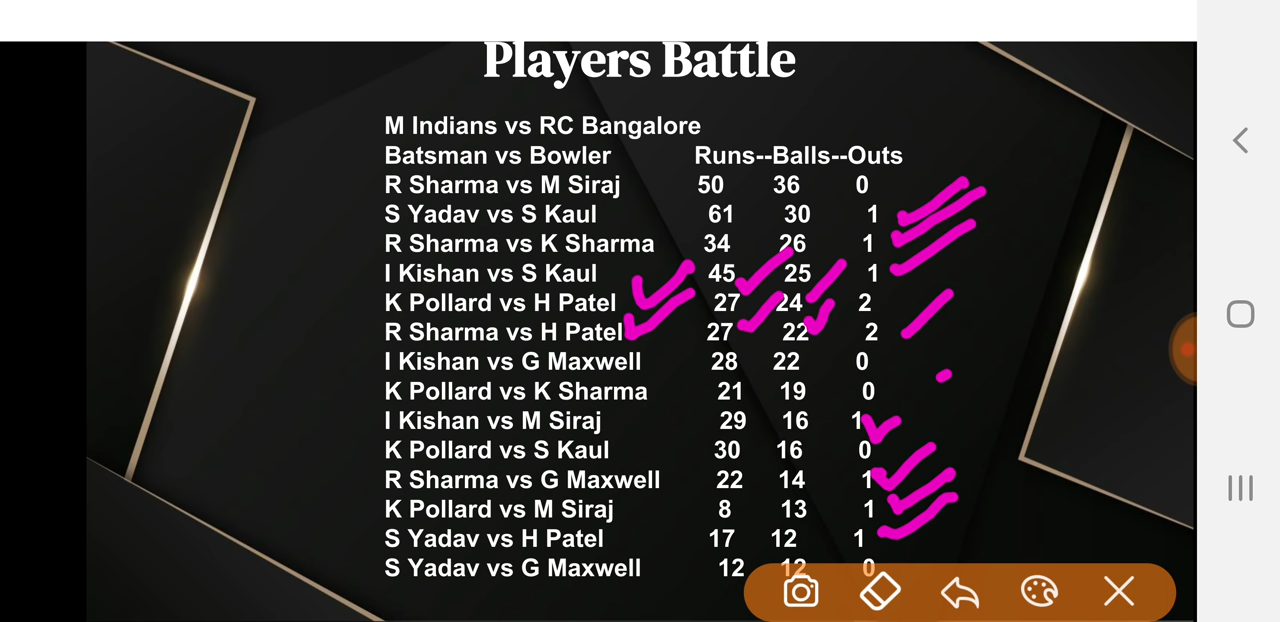 Players Battle
M Indians vs RC Bangalore
Batsman vs Bowler Runs--Balls--Outs
R Sharma vs M Siraj 50 36 0
S Yadav vs S Kaul 61 30 1
R Sharma vs K Sharma 34 26 1
I Kishan vs S Kaul 45 25 1
K Pollard vs H Patel 27 24 2
R Sharma vs H Patel 27 22 2
I Kishan vs G Maxwell 28 22 0
K Pollard vs K Sharma 21 19 0
I Kishan vs M Siraj 29 16 1
K Pollard vs S Kaul 30 16 0
R Sharma vs G Maxwell 22 14 1
K Pollard vs M Siraj 8 13 1
S Yadav vs H Patel 17 12 1
S Yadav vs G Maxwell 12 12 0